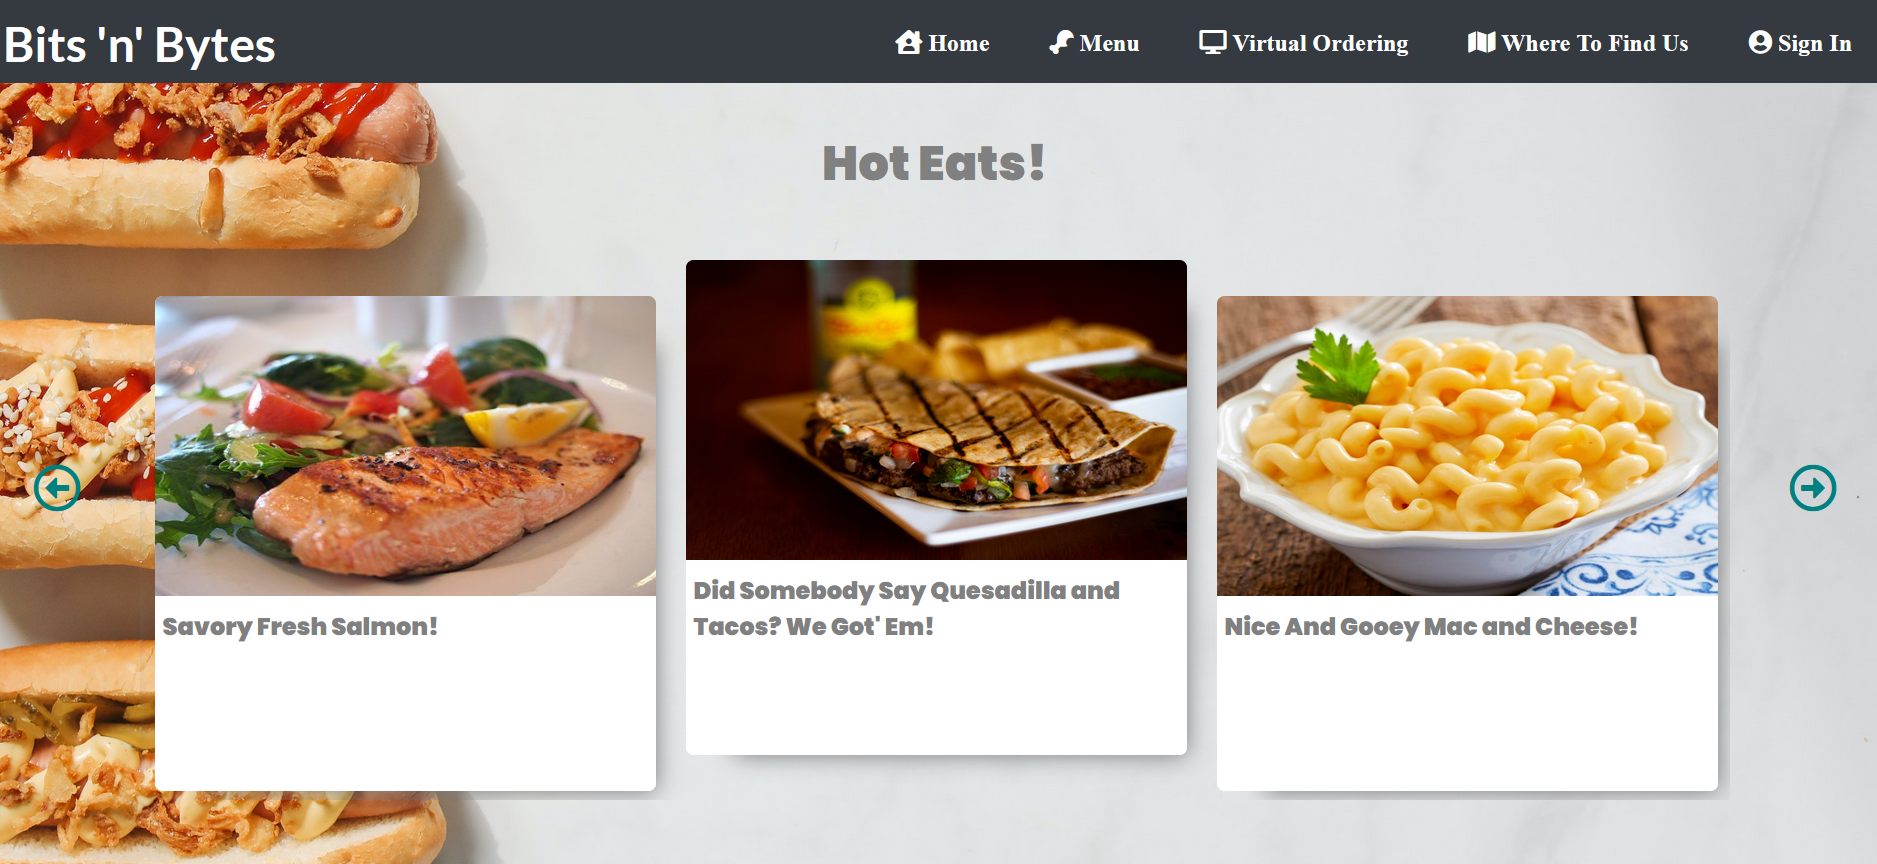 Bits 'n' Bytes
Home
Menu
Virtual Ordering
Where To Find Us
Sign In
Hot Eats!
Savory Fresh Salmon!
Did Somebody Say Quesadilla and
Tacos? We Got' Em!
Nice And Gooey Mac and Cheese!